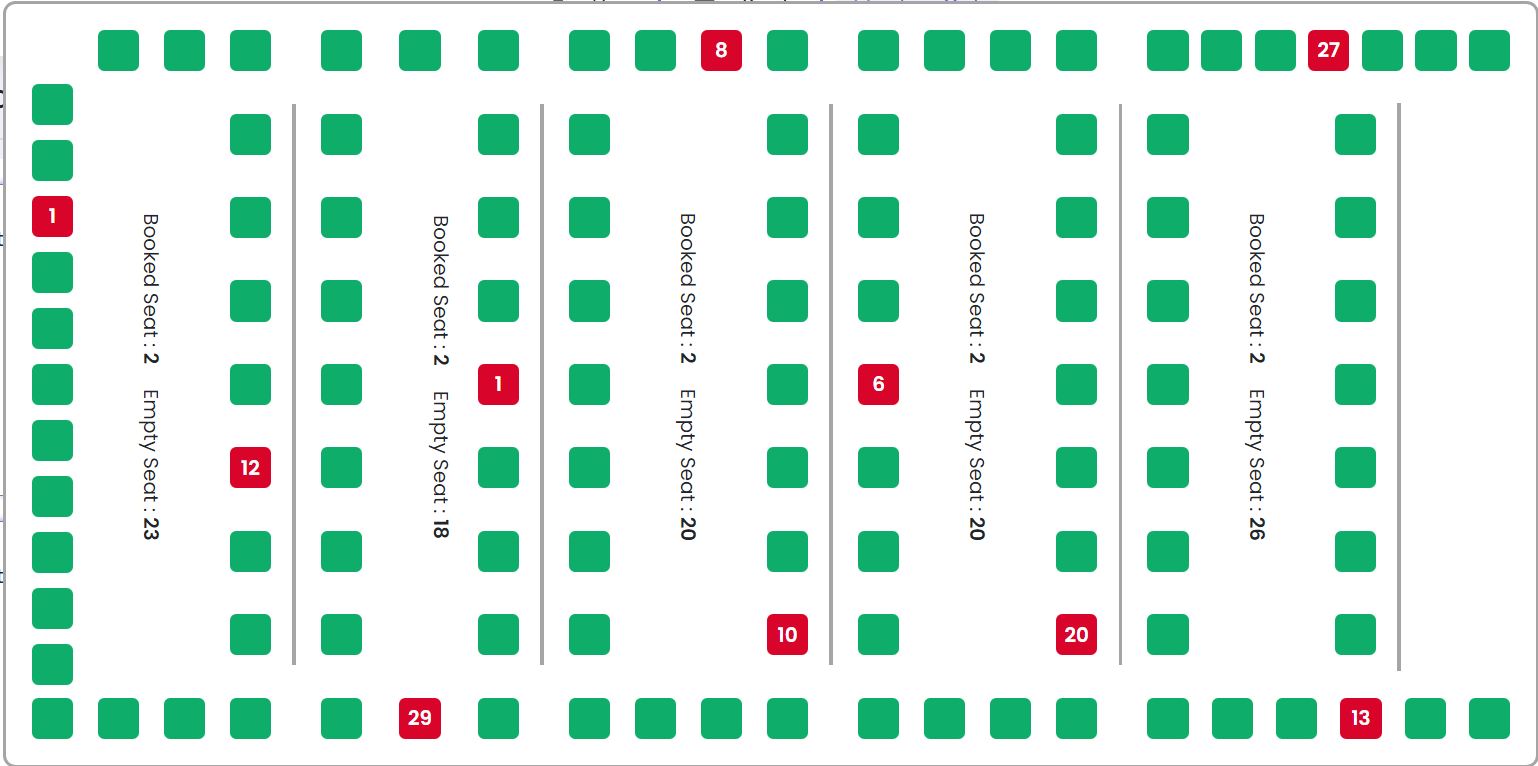 8
27
1
Booked Seat : 2 Empty Seat : 23
12
Booked Seat : 2 Empty Seat : 18
1
Booked Seat : 2 Empty Seat : 20
10
6
Booked Seat : 2 Empty Seat : 20
20
Booked Seat : 2 Empty Seat : 26
29
13